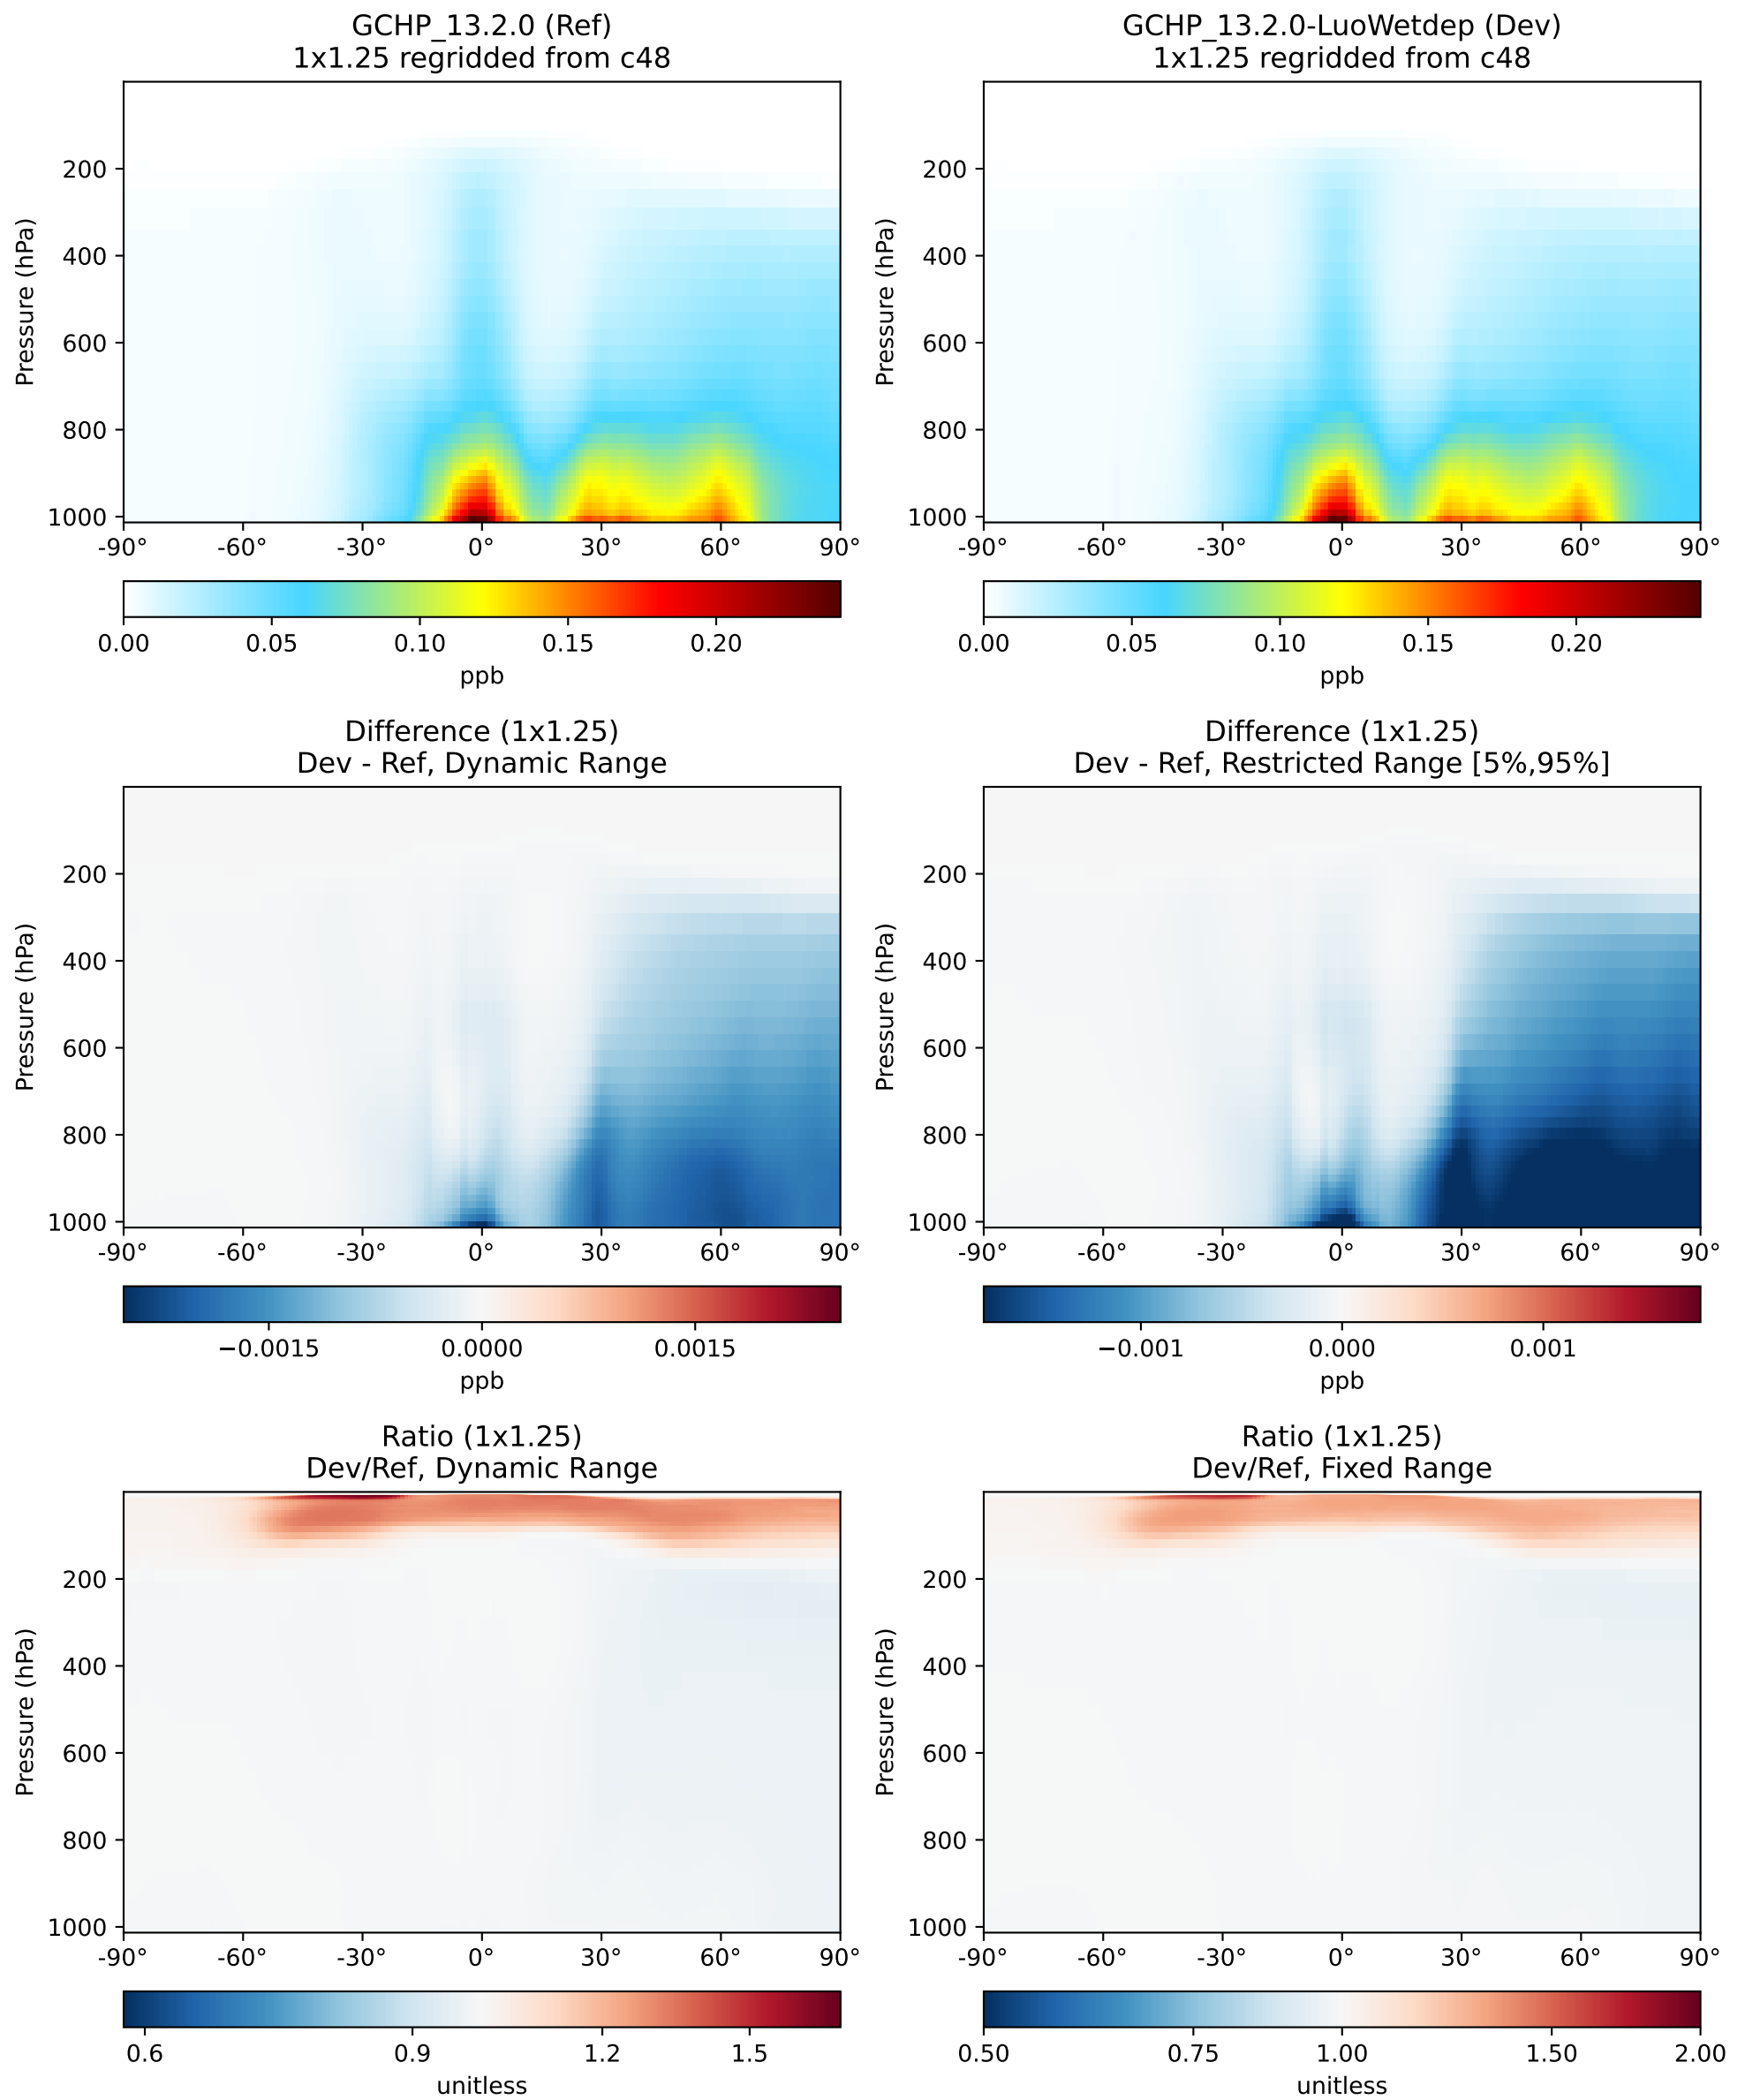 GCHP_13.2.0 (Ref)
1x1.25 regridded from c48
Pressure (hPa)
200
400
600
800
1000
-90° -60° -30° 0° 30° 60° 90°
0.00 0.05 0.10 0.15 0.20
ppb
GCHP_13.2.0-LuoWetdep (Dev)
1x1.25 regridded from c48
Pressure (hPa)
200
400
600
800
1000
-90° -60° -30° 0° 30° 60° 90°
0.00 0.05 0.10 0.15 0.20
ppb
Difference (1x1.25)
Dev - Ref, Dynamic Range
Pressure (hPa)
200
400
600
800
1000
-90° -60° -30° 0° 30° 60° 90°
−0.0015 0.0000 0.0015
ppb
Difference (1x1.25)
Dev - Ref, Restricted Range [5%,95%]
Pressure (hPa)
200
400
600
800
1000
-90° -60° -30° 0° 30° 60° 90°
−0.001 0.000 0.001
ppb
Ratio (1x1.25)
Dev/Ref, Dynamic Range
Pressure (hPa)
200
400
600
800
1000
-90° -60° -30° 0° 30° 60° 90°
0.6 0.9 1.2 1.5
unitless
Ratio (1x1.25)
Dev/Ref, Fixed Range
Pressure (hPa)
200
400
600
800
1000
-90° -60° -30° 0° 30° 60° 90°
0.50 0.75 1.00 1.50 2.00
unitless